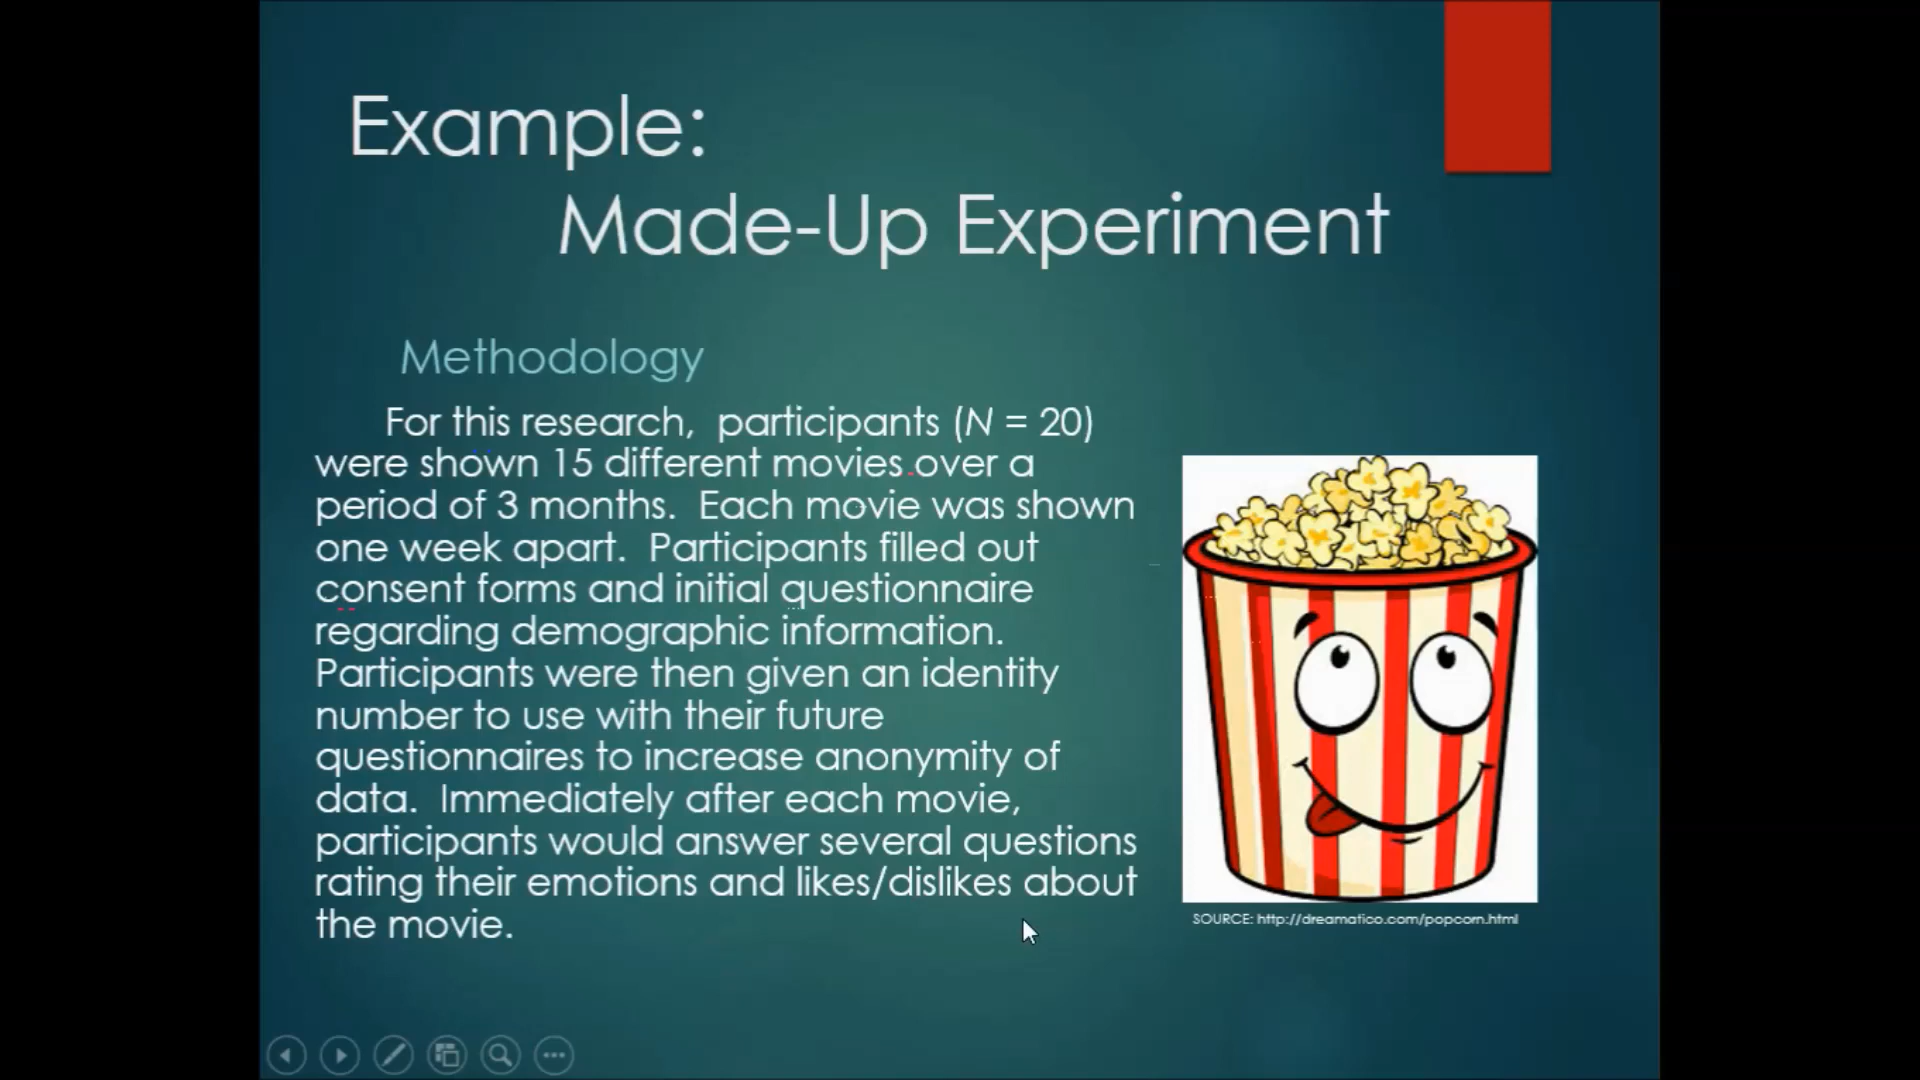 Example:
Made-Up Experiment
Methodology
For this research,  participants (N = 20)
were shown 15 different movies over a
period of 3 months.  Each movie was shown
one week apart.  Participants filled out
consent forms and initial questionnaire
regarding demographic information.
Participants were then given an identity
number to use with their future
questionnaires to increase anonymity of
data.  Immediately after each movie,
participants would answer several questions
rating their emotions and likes/dislikes about
the movie.
SOURCE: http://dreamatico.com/popcorn.html